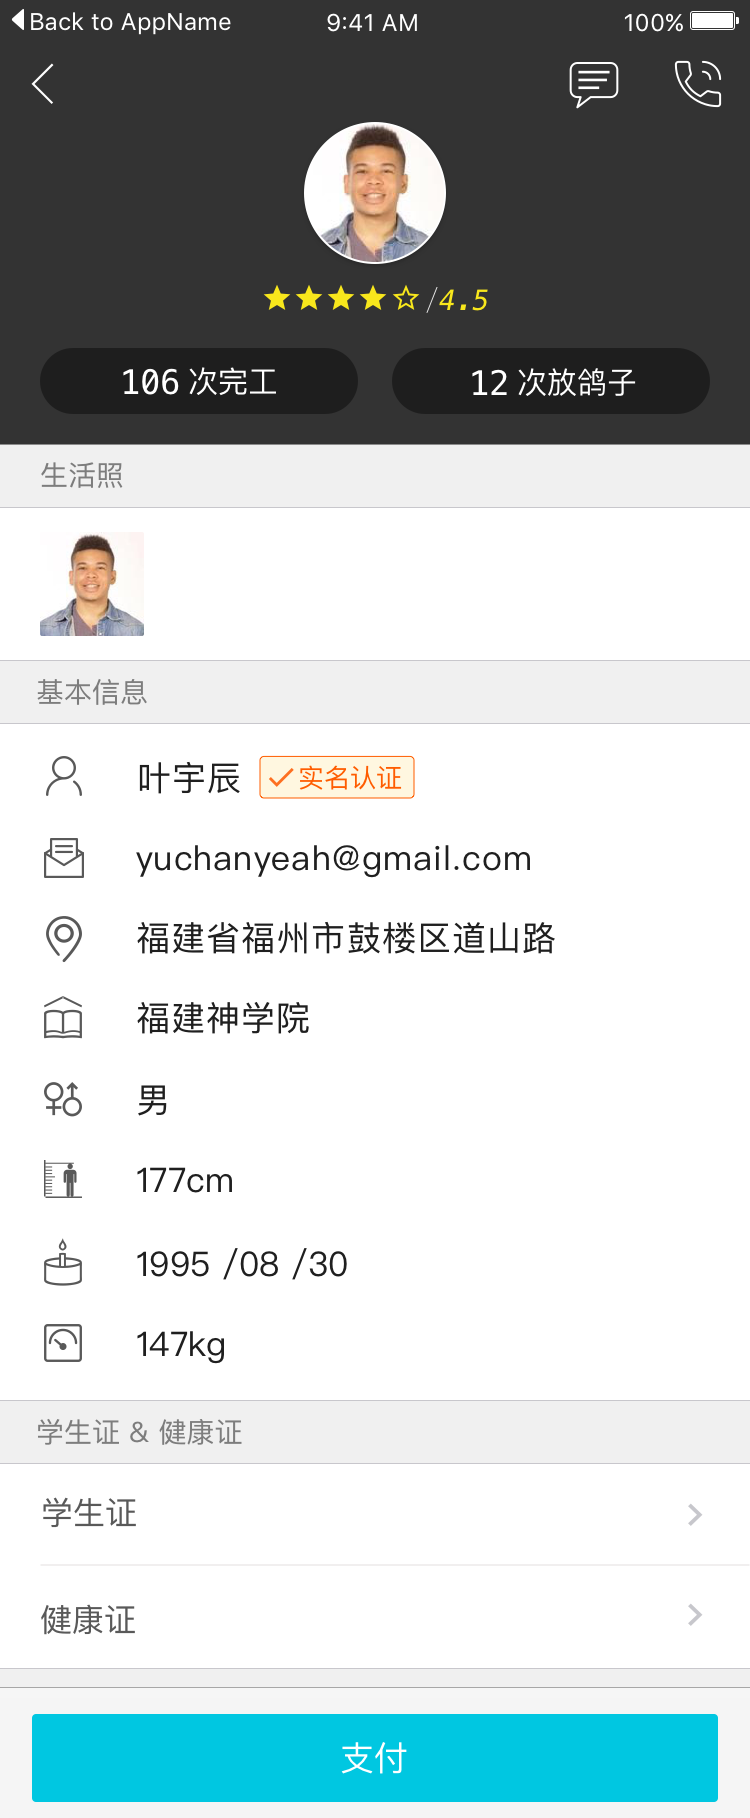 Back to AppName 9:41 AM 100%
/4.5
106 次完工 12 次放鸽子
生活照
基本信息
叶宇辰 实名认证
yuchanyeah@gmail.com
福建省福州市鼓楼区道山路
福建神学院
男
177cm
1995 /08 /30
147kg
学生证 & 健康证
学生证
健康证
支付